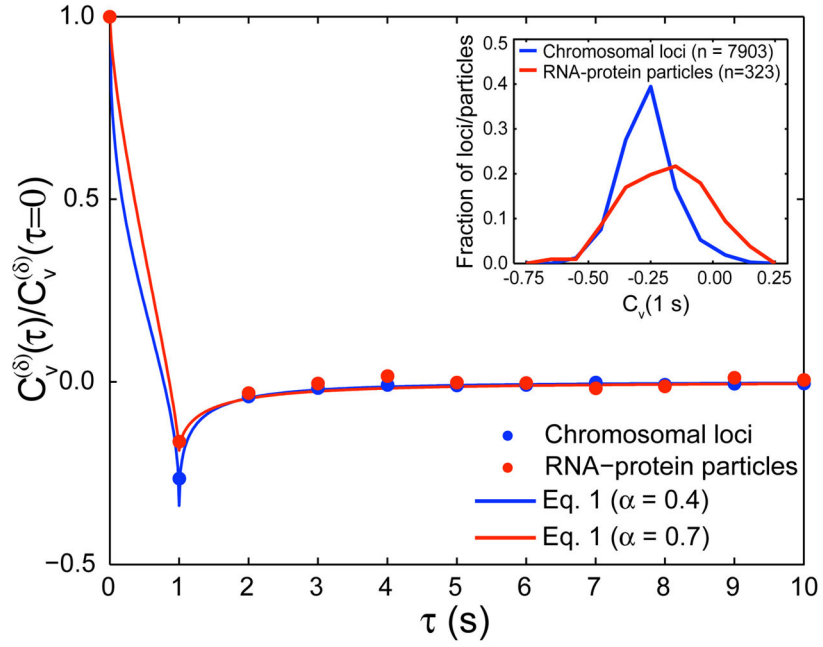 1.0
0.5
0.0
−0.5
C_v^(δ)(τ)/C_v^(δ)(τ=0)
0 1 2 3 4 5 6 7 8 9 10
τ (s)
Chromosomal loci
RNA−protein particles
Eq. 1 (α = 0.4)
Eq. 1 (α = 0.7)
0.5
0.4
0.3
0.2
0.1
0.0
Fraction of loci/particles
Chromosomal loci (n = 7903)
RNA-protein particles (n=323)
-0.75 -0.50 -0.25 0.00 0.25
C_v(1 s)